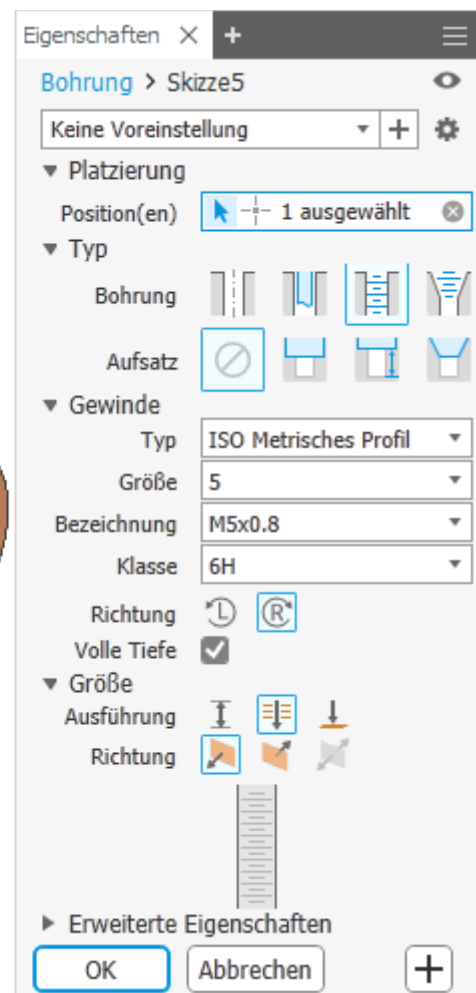 Eigenschaften
Bohrung > Skizze5
Keine Voreinstellung
Platzierung
Position(en) 1 ausgewählt
Typ
Bohrung
Aufsatz
Gewinde
Typ ISO Metrisches Profil
Größe 5
Bezeichnung M5x0.8
Klasse 6H
Richtung L R
Volle Tiefe
Größe
Ausführung
Richtung
Erweiterte Eigenschaften
OK Abbrechen